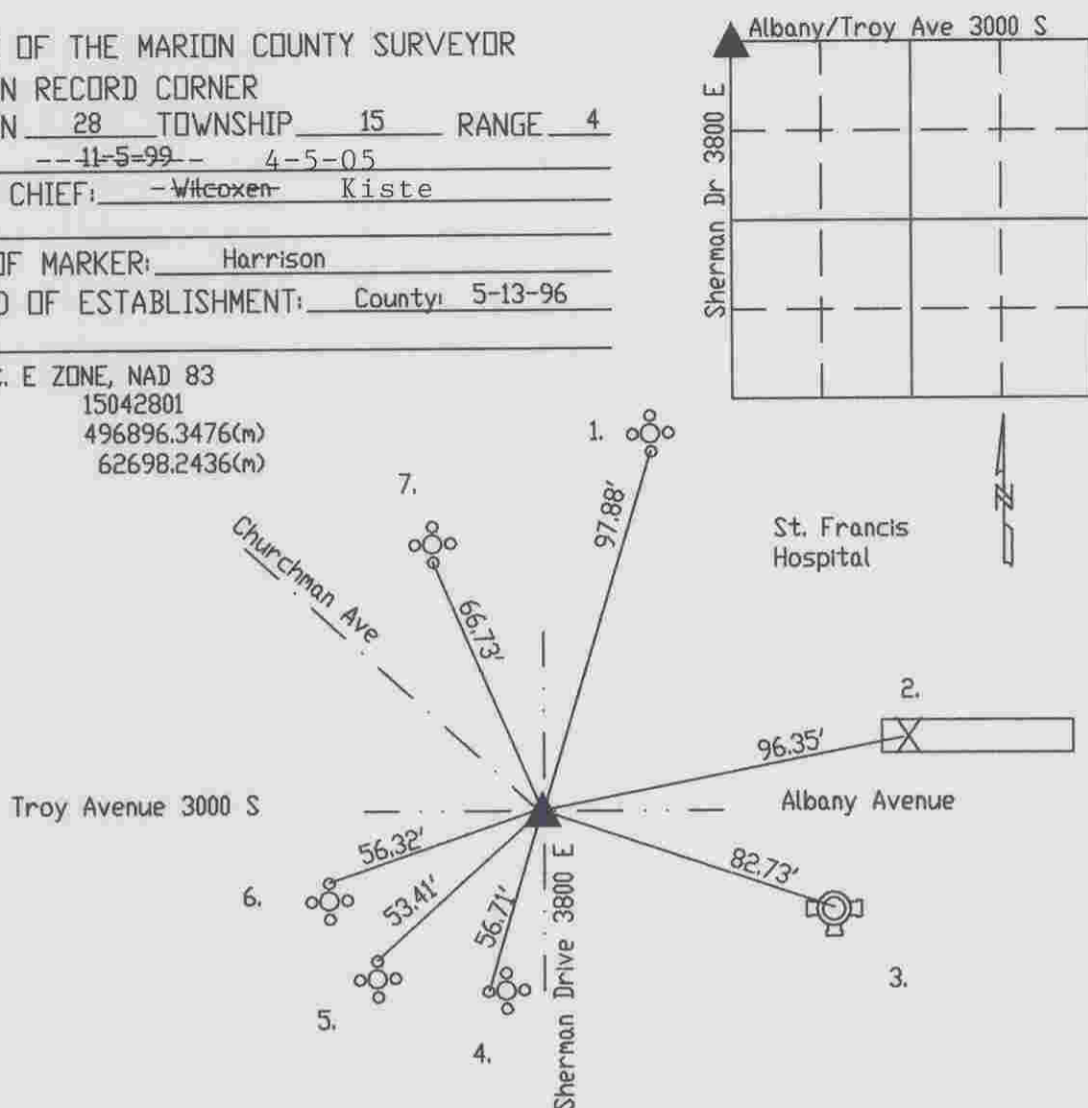 OF THE MARION COUNTY SURVEYOR
N RECORD CORNER
N 28 TOWNSHIP 15 RANGE 4
11-5-99 4-5-05
CHIEF: Wilcoxen Kiste
OF MARKER: Harrison
D OF ESTABLISHMENT: County: 5-13-96
. E ZONE, NAD 83
15042801
496896.3476(m)
62698.2436(m)
Albany/Troy Ave 3000 S
Sherman Dr 3800 E
N
St. Francis
Hospital
1.
97.88'
7.
66.73'
Churchman Ave
2.
96.35'
Troy Avenue 3000 S
Albany Avenue
82.73'
3.
56.32'
6.
53.41'
5.
56.71'
4.
Sherman Drive 3800 E